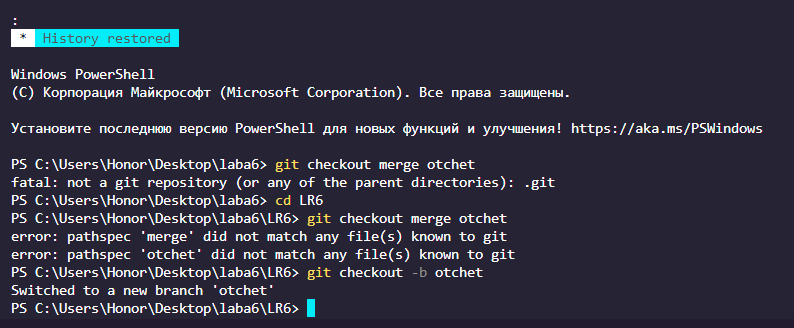 :
* History restored
Windows PowerShell
(C) Корпорация Майкрософт (Microsoft Corporation). Все права защищены.
Установите последнюю версию PowerShell для новых функций и улучшения! https://aka.ms/PSWindows
PS C:\Users\Honor\Desktop\laba6> git checkout merge otchet
fatal: not a git repository (or any of the parent directories): .git
PS C:\Users\Honor\Desktop\laba6> cd LR6
PS C:\Users\Honor\Desktop\laba6\LR6> git checkout merge otchet
error: pathspec 'merge' did not match any file(s) known to git
error: pathspec 'otchet' did not match any file(s) known to git
PS C:\Users\Honor\Desktop\laba6\LR6> git checkout -b otchet
Switched to a new branch 'otchet'
PS C:\Users\Honor\Desktop\laba6\LR6>